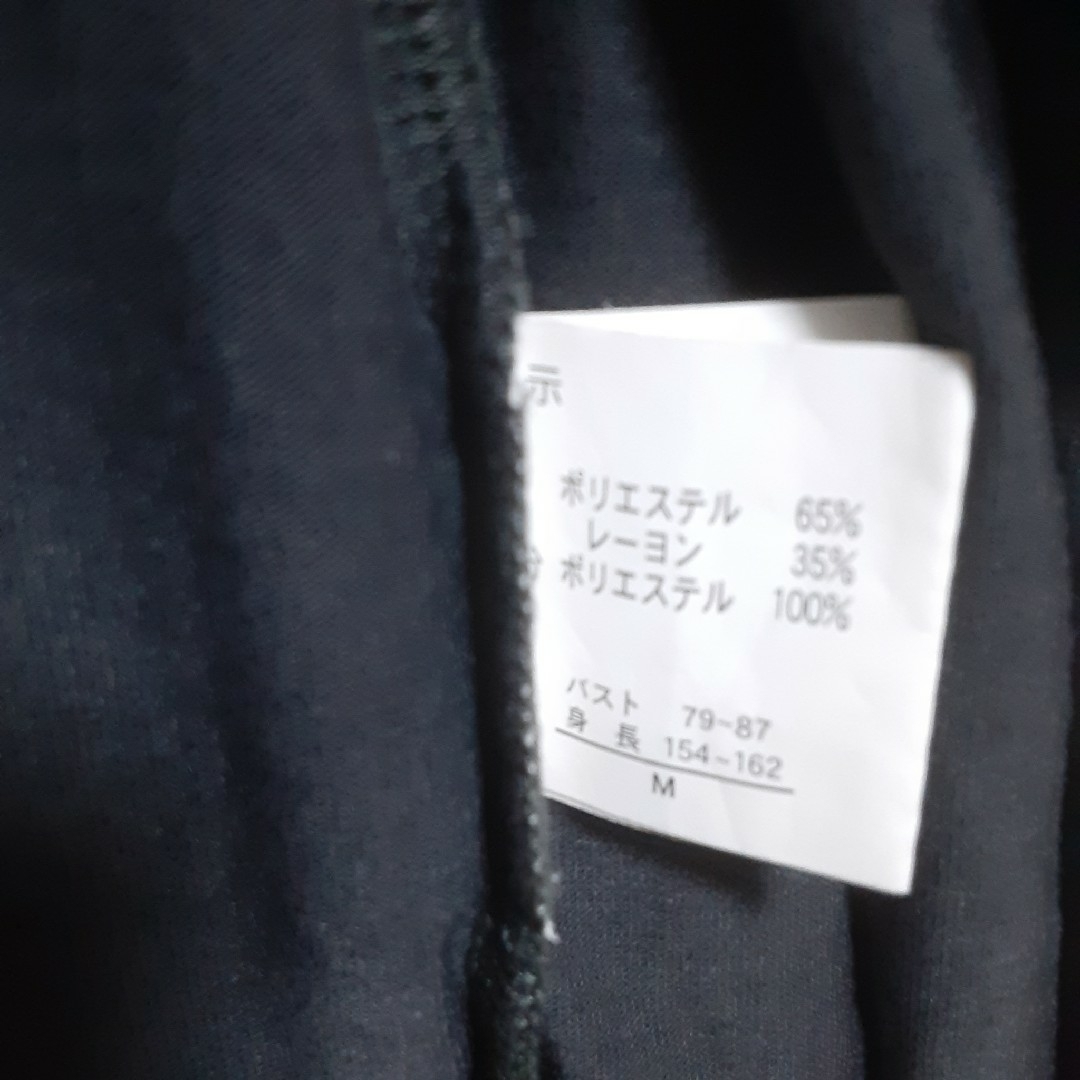 示
ポリエステル 65%
レーヨン 35%
分 ポリエステル 100%
バスト 79~87
身長 154~162
M